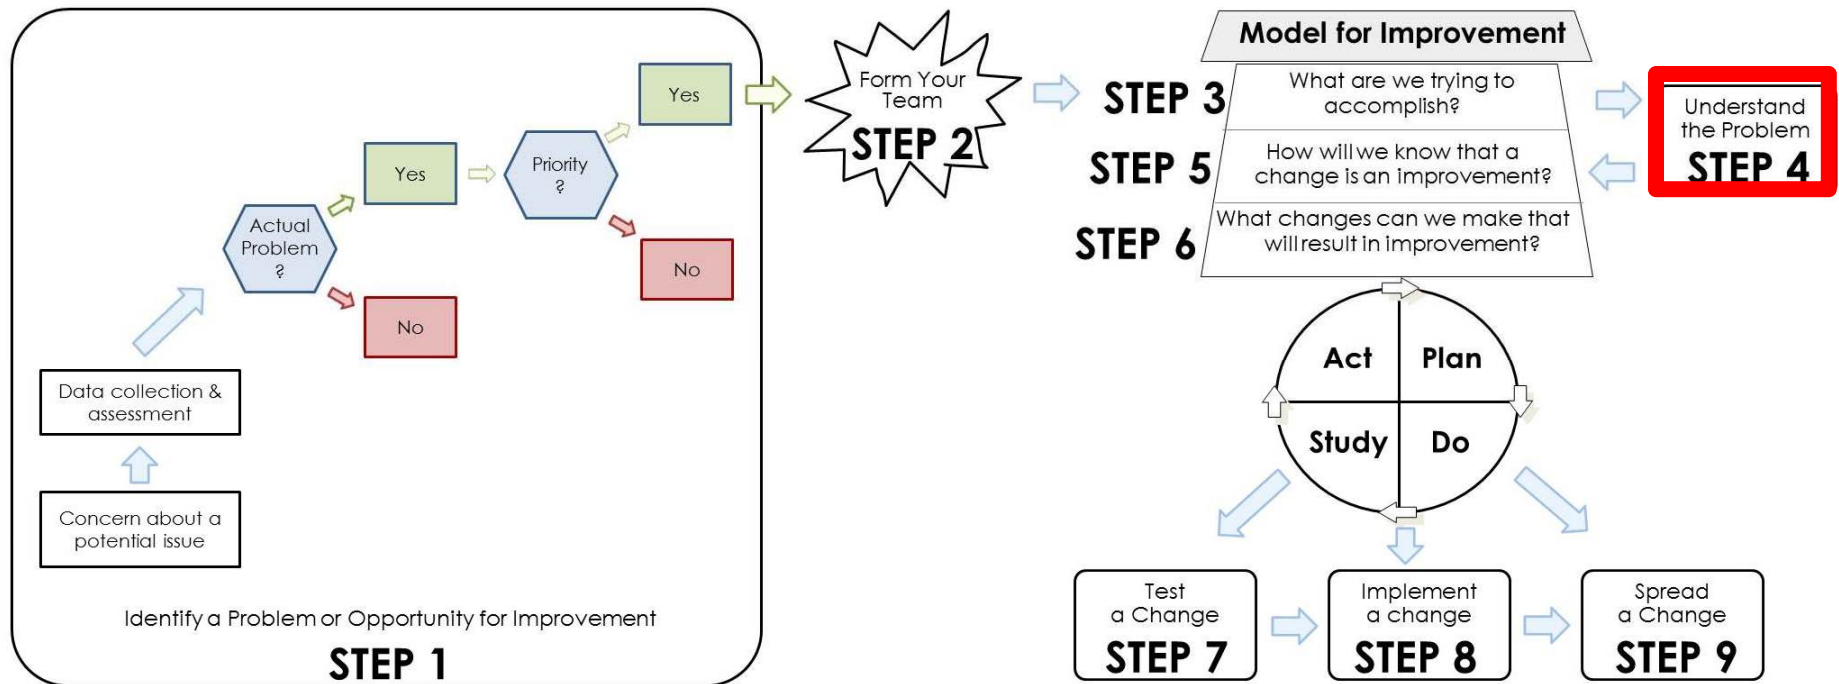 Concern about a
potential issue
Data collection &
assessment
Actual
Problem
?
Yes
No
Priority
?
Yes
No
Identify a Problem or Opportunity for Improvement
STEP 1
Form Your
Team
STEP 2
Model for Improvement
STEP 3
What are we trying to
accomplish?
Understand
the Problem
STEP 4
STEP 5
How will we know that a
change is an improvement?
STEP 6
What changes can we make that
will result in improvement?
Act
Plan
Study
Do
Test
a Change
STEP 7
Implement
a change
STEP 8
Spread
a Change
STEP 9